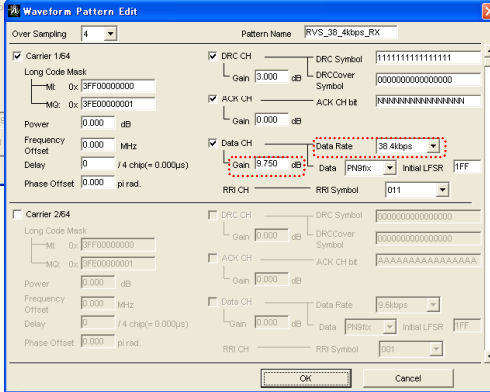 Waveform Pattern Edit
Over Sampling 4 Pattern Name RVS_38_4kbps_RX
Carrier 1/64 DRC CH DRC Symbol 1111111111111111
Long Code Mask Gain 3.000 dB DRCCover Symbol 0000000000000000
MI: 0x 3FF00000000
MQ: 0x 3FE00000001 ACK CH ACK CH bit NNNNNNNNNNNNNNNN
Power 0.000 dB Gain 0.000 dB
Frequency Offset 0.000 MHz Data CH Data Rate 38.4kbps
Delay 0 / 4 chip(= 0.000μs) Gain 9.750 dB Data PN9fix Initial LFSR 1FF
Phase Offset 0.000 pi rad. RRI CH RRI Symbol 011
Carrier 2/64 DRC CH DRC Symbol 0000000000000000
Long Code Mask Gain 0.000 dB DRCCover Symbol 0000000000000000
MI: 0x 3FF00000000
MQ: 0x 3FE00000001 ACK CH ACK CH bit AAAAAAAAAAAAAAAA
Power 0.000 dB Gain 0.000 dB
Frequency Offset 0.000 MHz Data CH Data Rate 9.6kbps
Delay 0 / 4 chip(= 0.000μs) Gain 0.000 dB Data PN9fix Initial LFSR 1FF
Phase Offset 0.000 pi rad. RRI CH RRI Symbol 001
OK Cancel